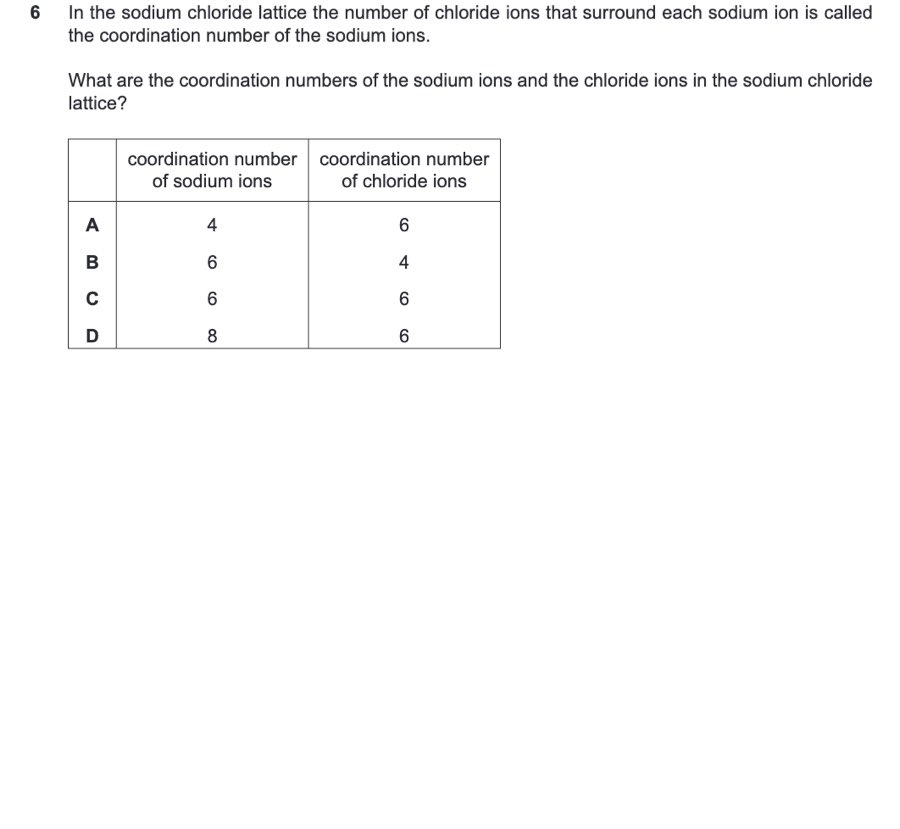 6 In the sodium chloride lattice the number of chloride ions that surround each sodium ion is called
the coordination number of the sodium ions.
What are the coordination numbers of the sodium ions and the chloride ions in the sodium chloride
lattice?
coordination number coordination number
of sodium ions of chloride ions
A 4 6
B 6 4
C 6 6
D 8 6